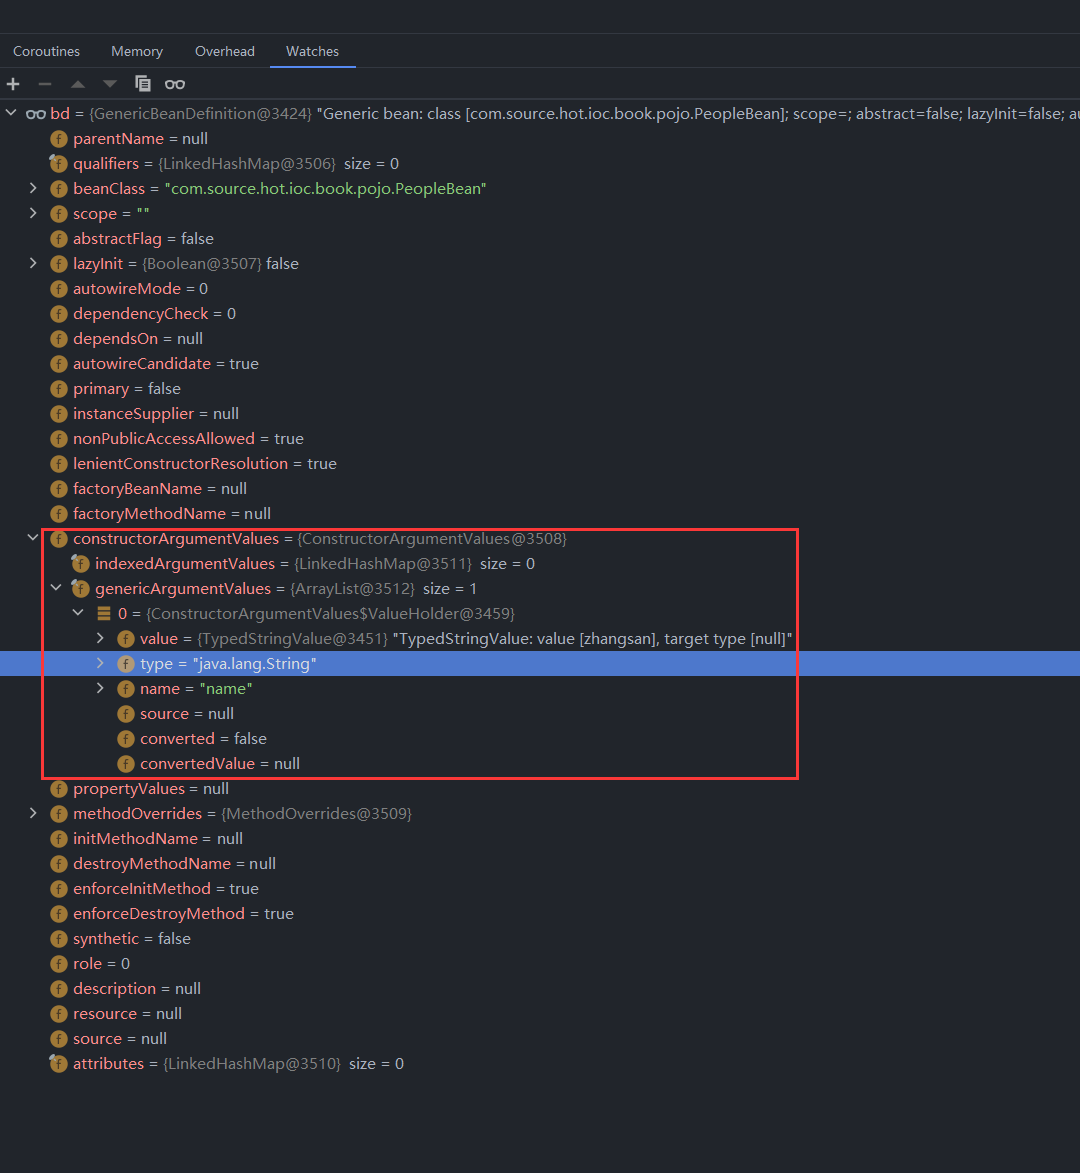 Coroutines Memory Overhead Watches
bd = {GenericBeanDefinition@3424} "Generic bean: class [com.source.hot.ioc.book.pojo.PeopleBean]; scope=; abstract=false; lazyInit=false; au
f parentName = null
f qualifiers = {LinkedHashMap@3506} size = 0
f beanClass = "com.source.hot.ioc.book.pojo.PeopleBean"
f scope = ""
f abstractFlag = false
f lazyInit = {Boolean@3507} false
f autowireMode = 0
f dependencyCheck = 0
f dependsOn = null
f autowireCandidate = true
f primary = false
f instanceSupplier = null
f nonPublicAccessAllowed = true
f lenientConstructorResolution = true
f factoryBeanName = null
f factoryMethodName = null
f constructorArgumentValues = {ConstructorArgumentValues@3508}
f indexedArgumentValues = {LinkedHashMap@3511} size = 0
f genericArgumentValues = {ArrayList@3512} size = 1
0 = {ConstructorArgumentValues$ValueHolder@3459}
f value = {TypedStringValue@3451} "TypedStringValue: value [zhangsan], target type [null]"
f type = "java.lang.String"
f name = "name"
f source = null
f converted = false
f convertedValue = null
f propertyValues = null
f methodOverrides = {MethodOverrides@3509}
f initMethodName = null
f destroyMethodName = null
f enforceInitMethod = true
f enforceDestroyMethod = true
f synthetic = false
f role = 0
f description = null
f resource = null
f source = null
f attributes = {LinkedHashMap@3510} size = 0